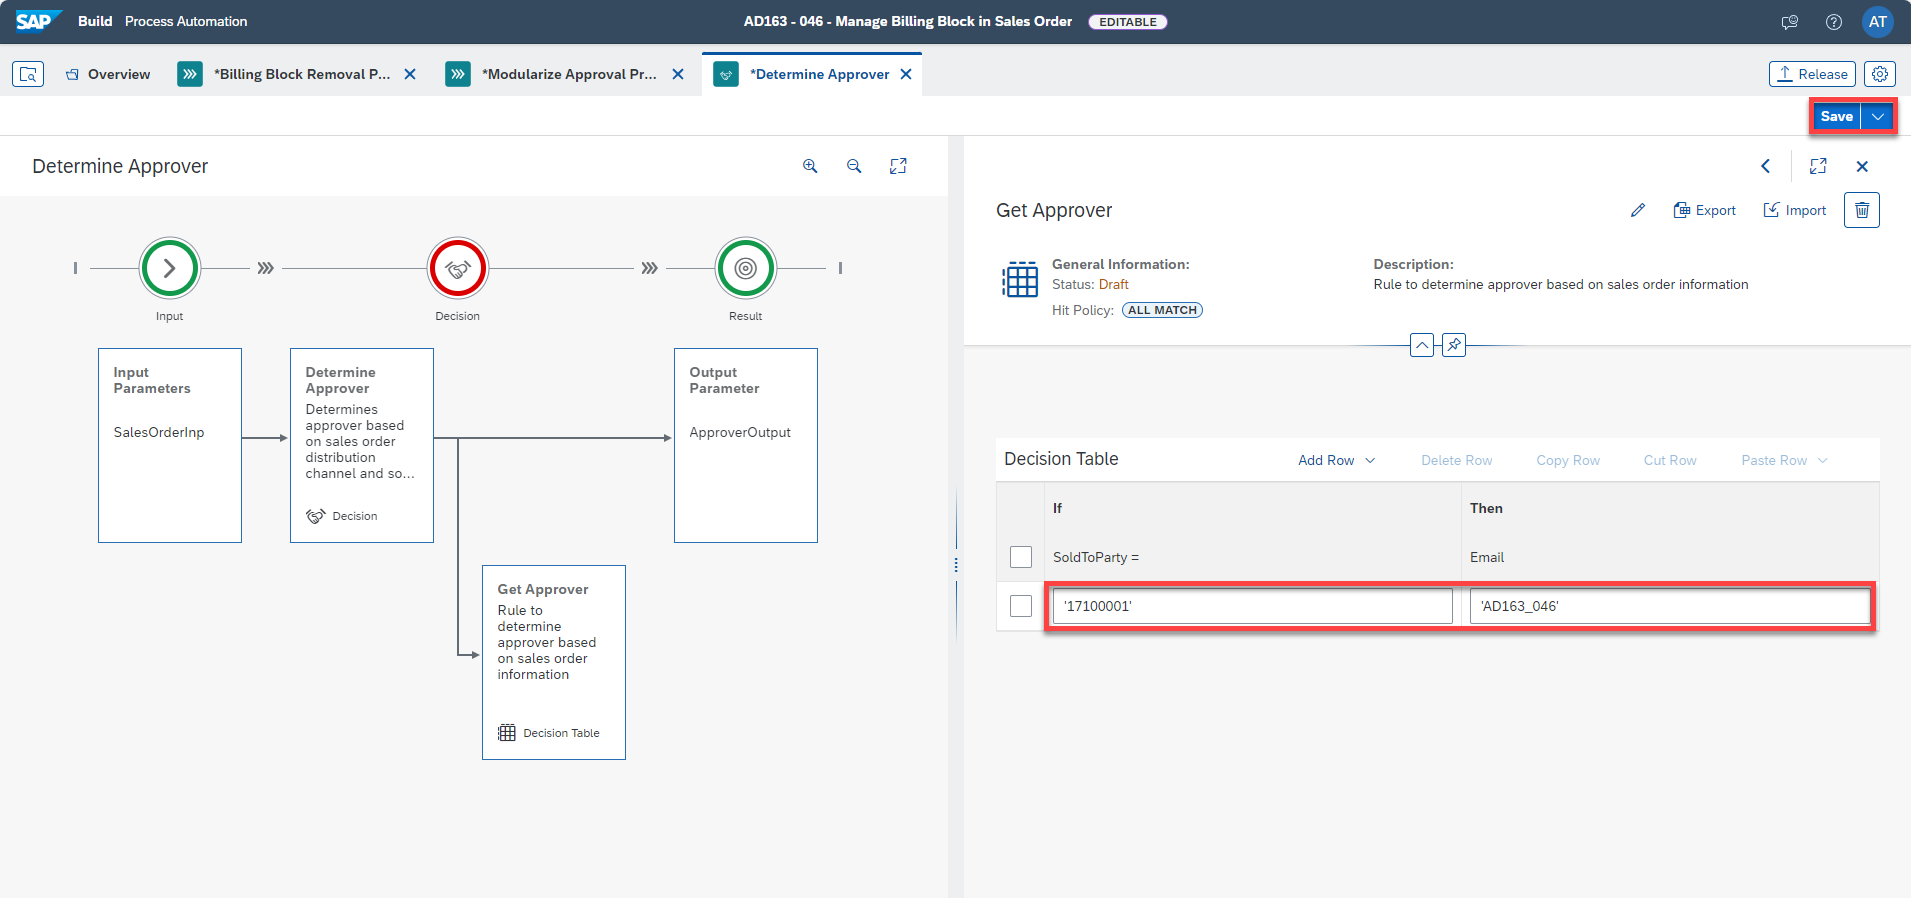 SAP Build Process Automation
AD163 - 046 - Manage Billing Block in Sales Order EDITABLE
AT
Overview
*Billing Block Removal P...
*Modularize Approval Pr...
*Determine Approver
Release
Save
Determine Approver
Input
Decision
Result
Input
Parameters
SalesOrderInp
Determine
Approver
Determines
approver based
on sales order
distribution
channel and so...
Decision
Output
Parameter
ApproverOutput
Get Approver
Rule to
determine
approver based
on sales order
information
Decision Table
Get Approver
Export
Import
General Information:
Status: Draft
Hit Policy: ALL MATCH
Description:
Rule to determine approver based on sales order information
Decision Table
Add Row
Delete Row
Copy Row
Cut Row
Paste Row
If
Then
SoldToParty =
Email
'17100001'
'AD163_046'